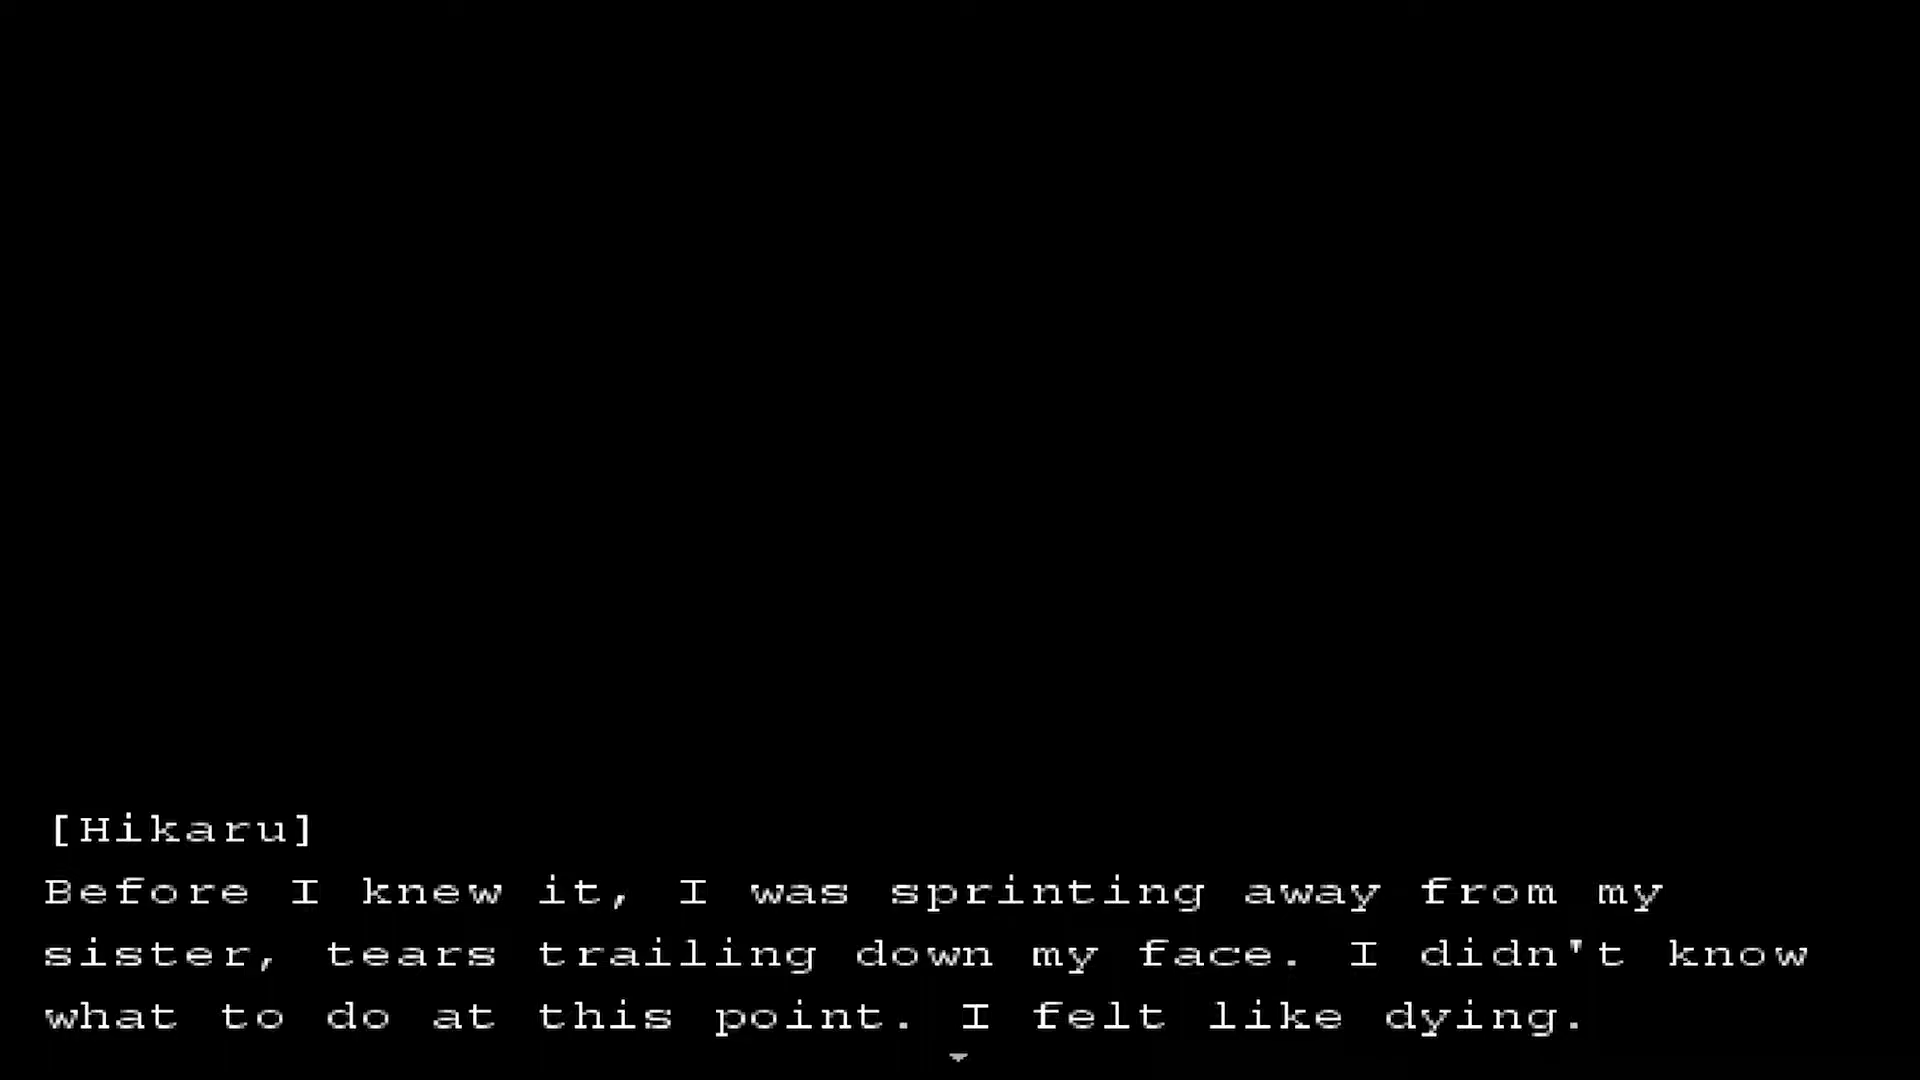 [Hikaru]
Before I knew it, I was sprinting away from my
sister, tears trailing down my face. I didn't know
what to do at this point. I felt like dying.